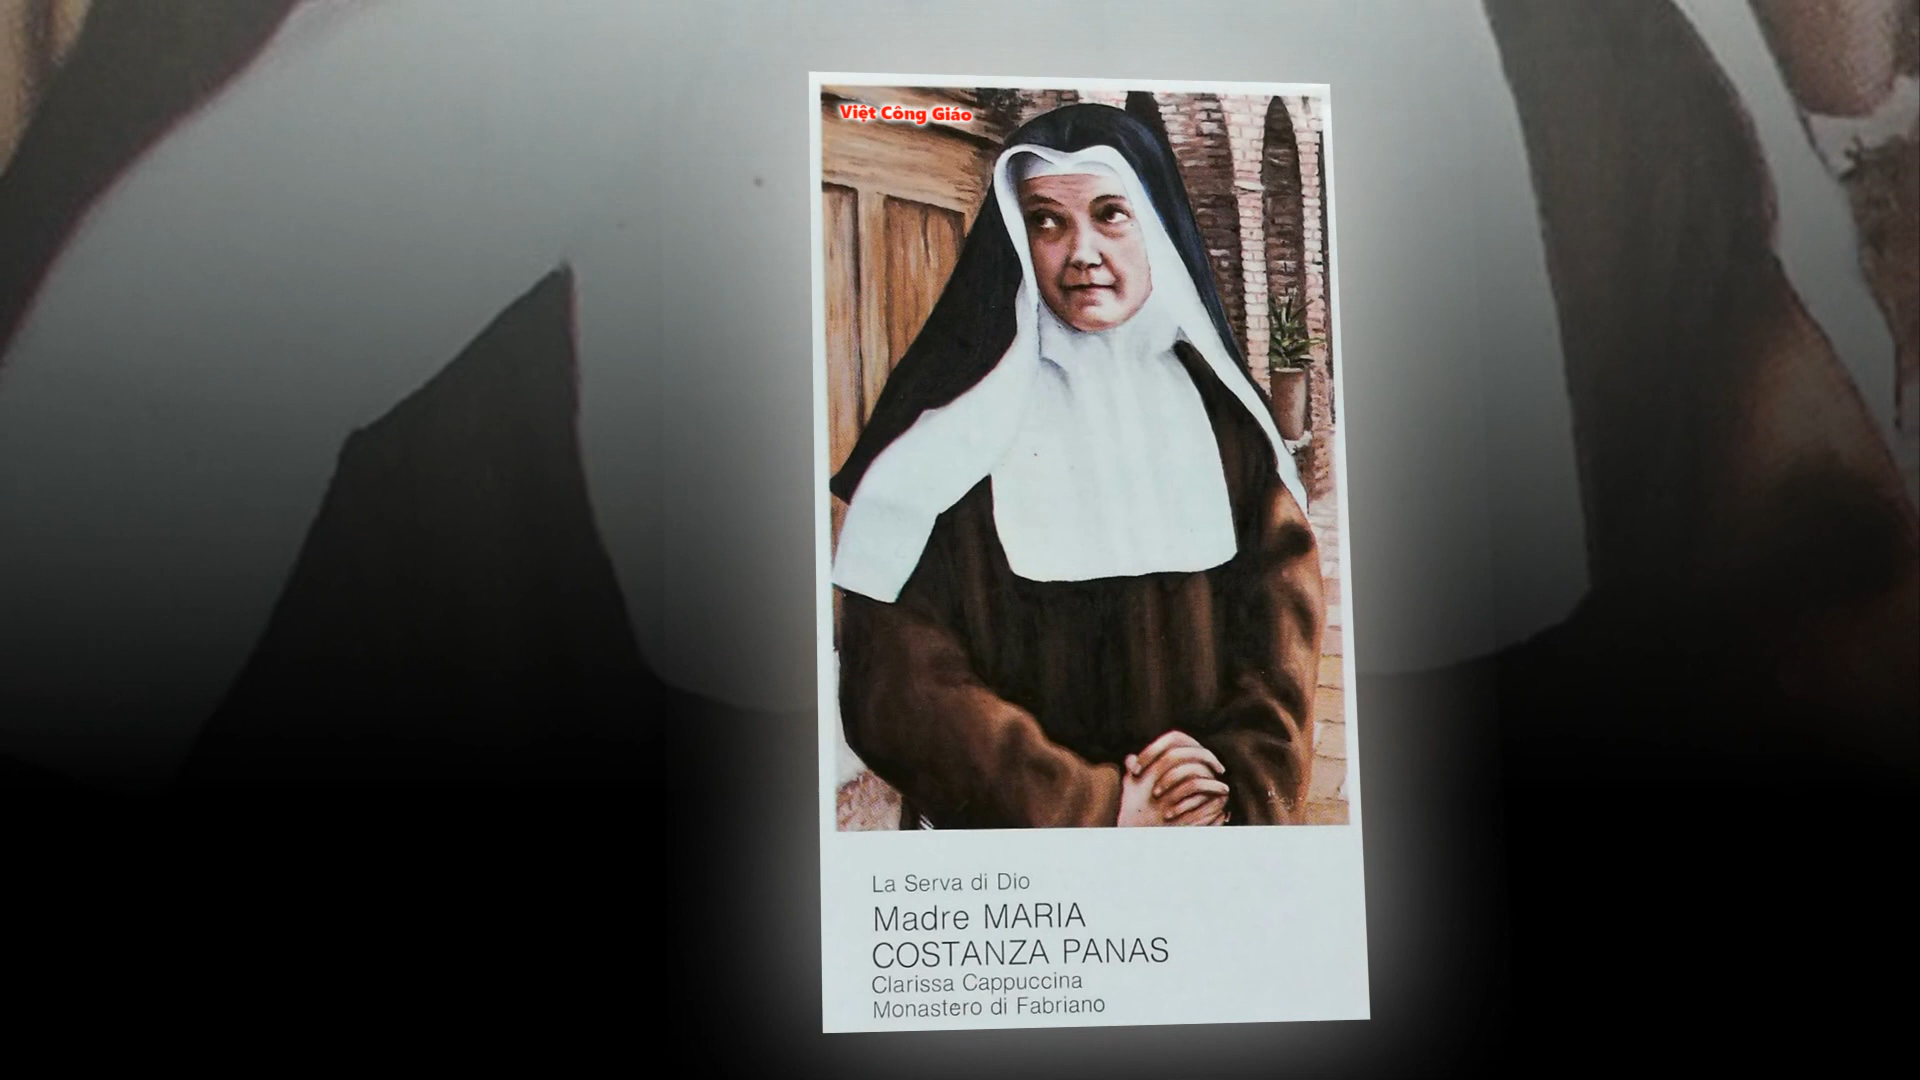 Việt Công Giáo
La Serva di Dio
Madre MARIA
COSTANZA PANAS
Clarissa Cappuccina
Monastero di Fabriano